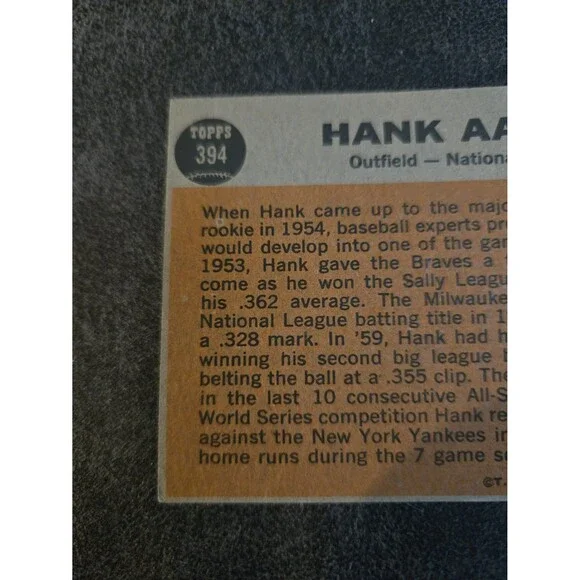 TOPPS
394
HANK AA
Outfield — Nationa
When Hank came up to the majo
rookie in 1954, baseball experts pre
would develop into one of the gam
1953, Hank gave the Braves a
come as he won the Sally Leagu
his .362 average. The Milwauke
National League batting title in 1
a .328 mark. In '59, Hank had h
winning his second big league b
belting the ball at a .355 clip. The
in the last 10 consecutive All-S
World Series competition Hank re
against the New York Yankees in
home runs during the 7 game se
©T.